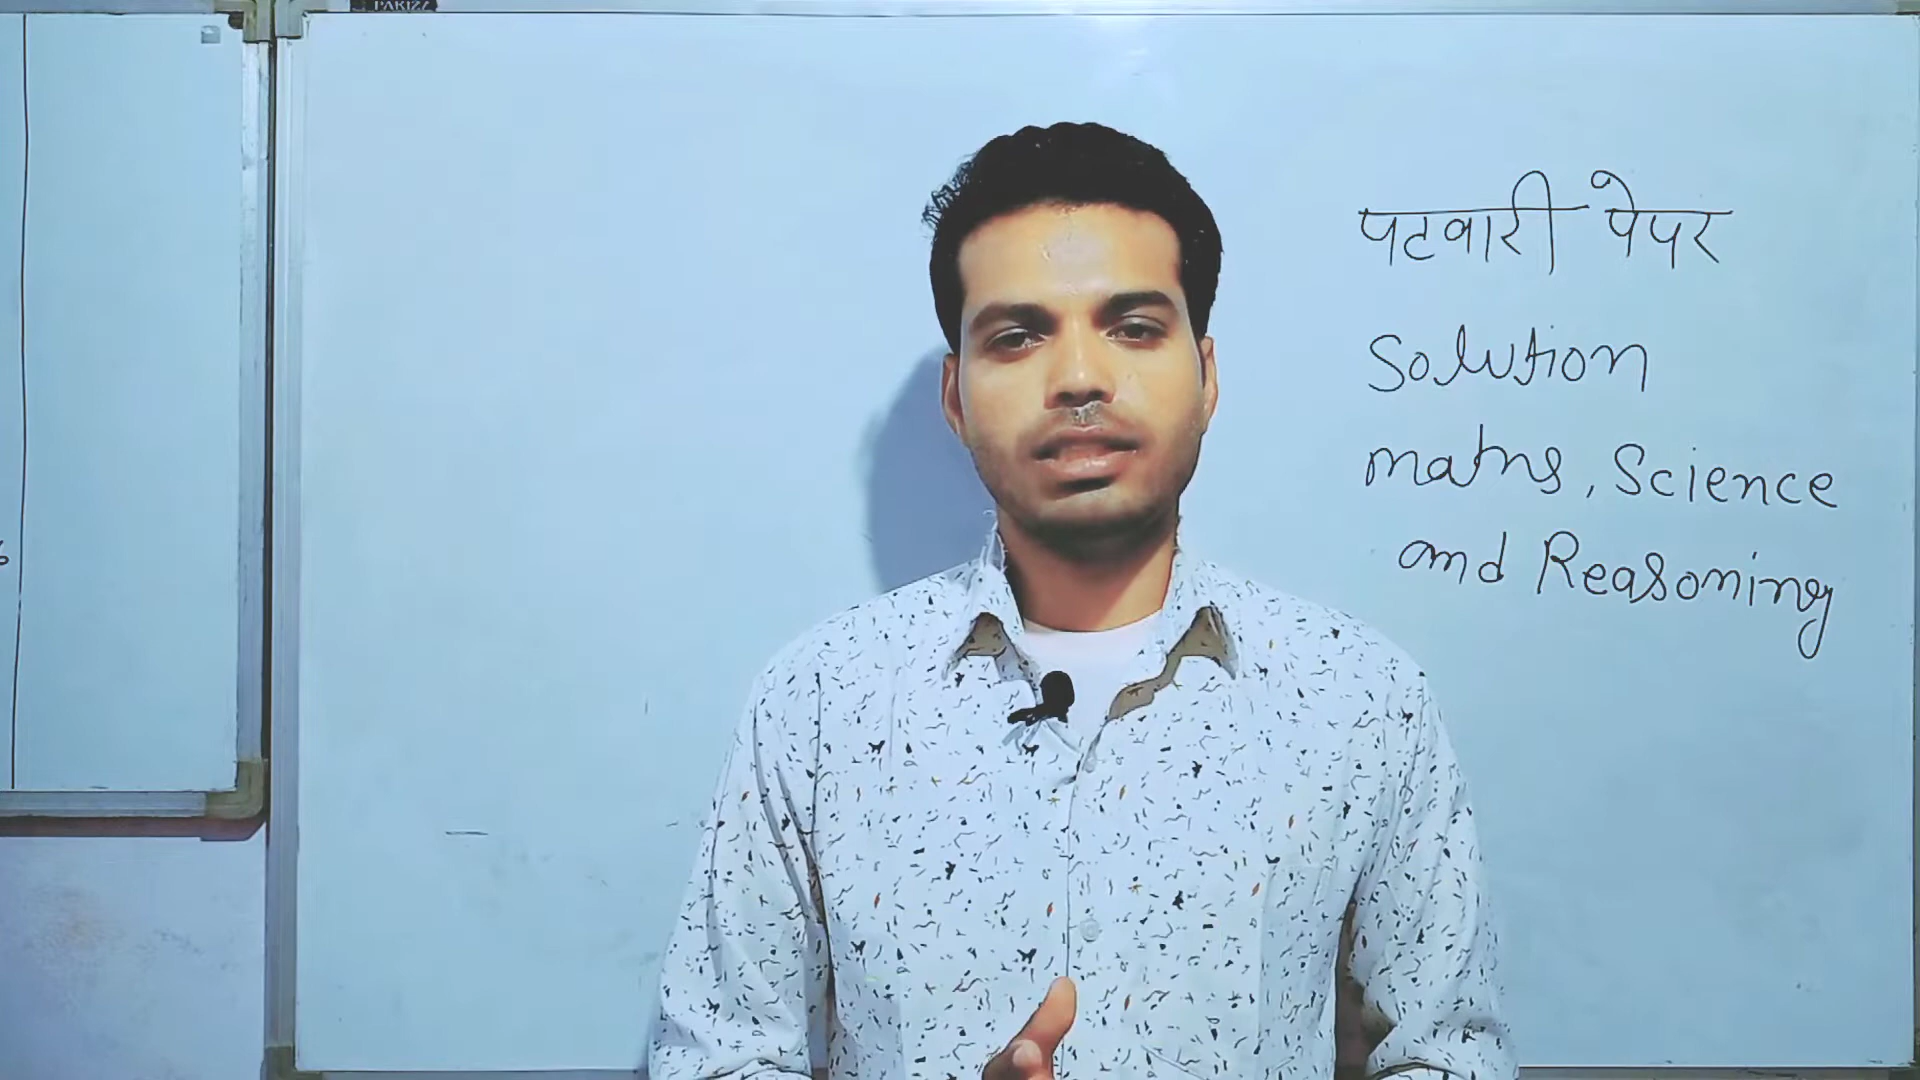 पटवारी पेपर
Solution
maths, Science
and Reasoning